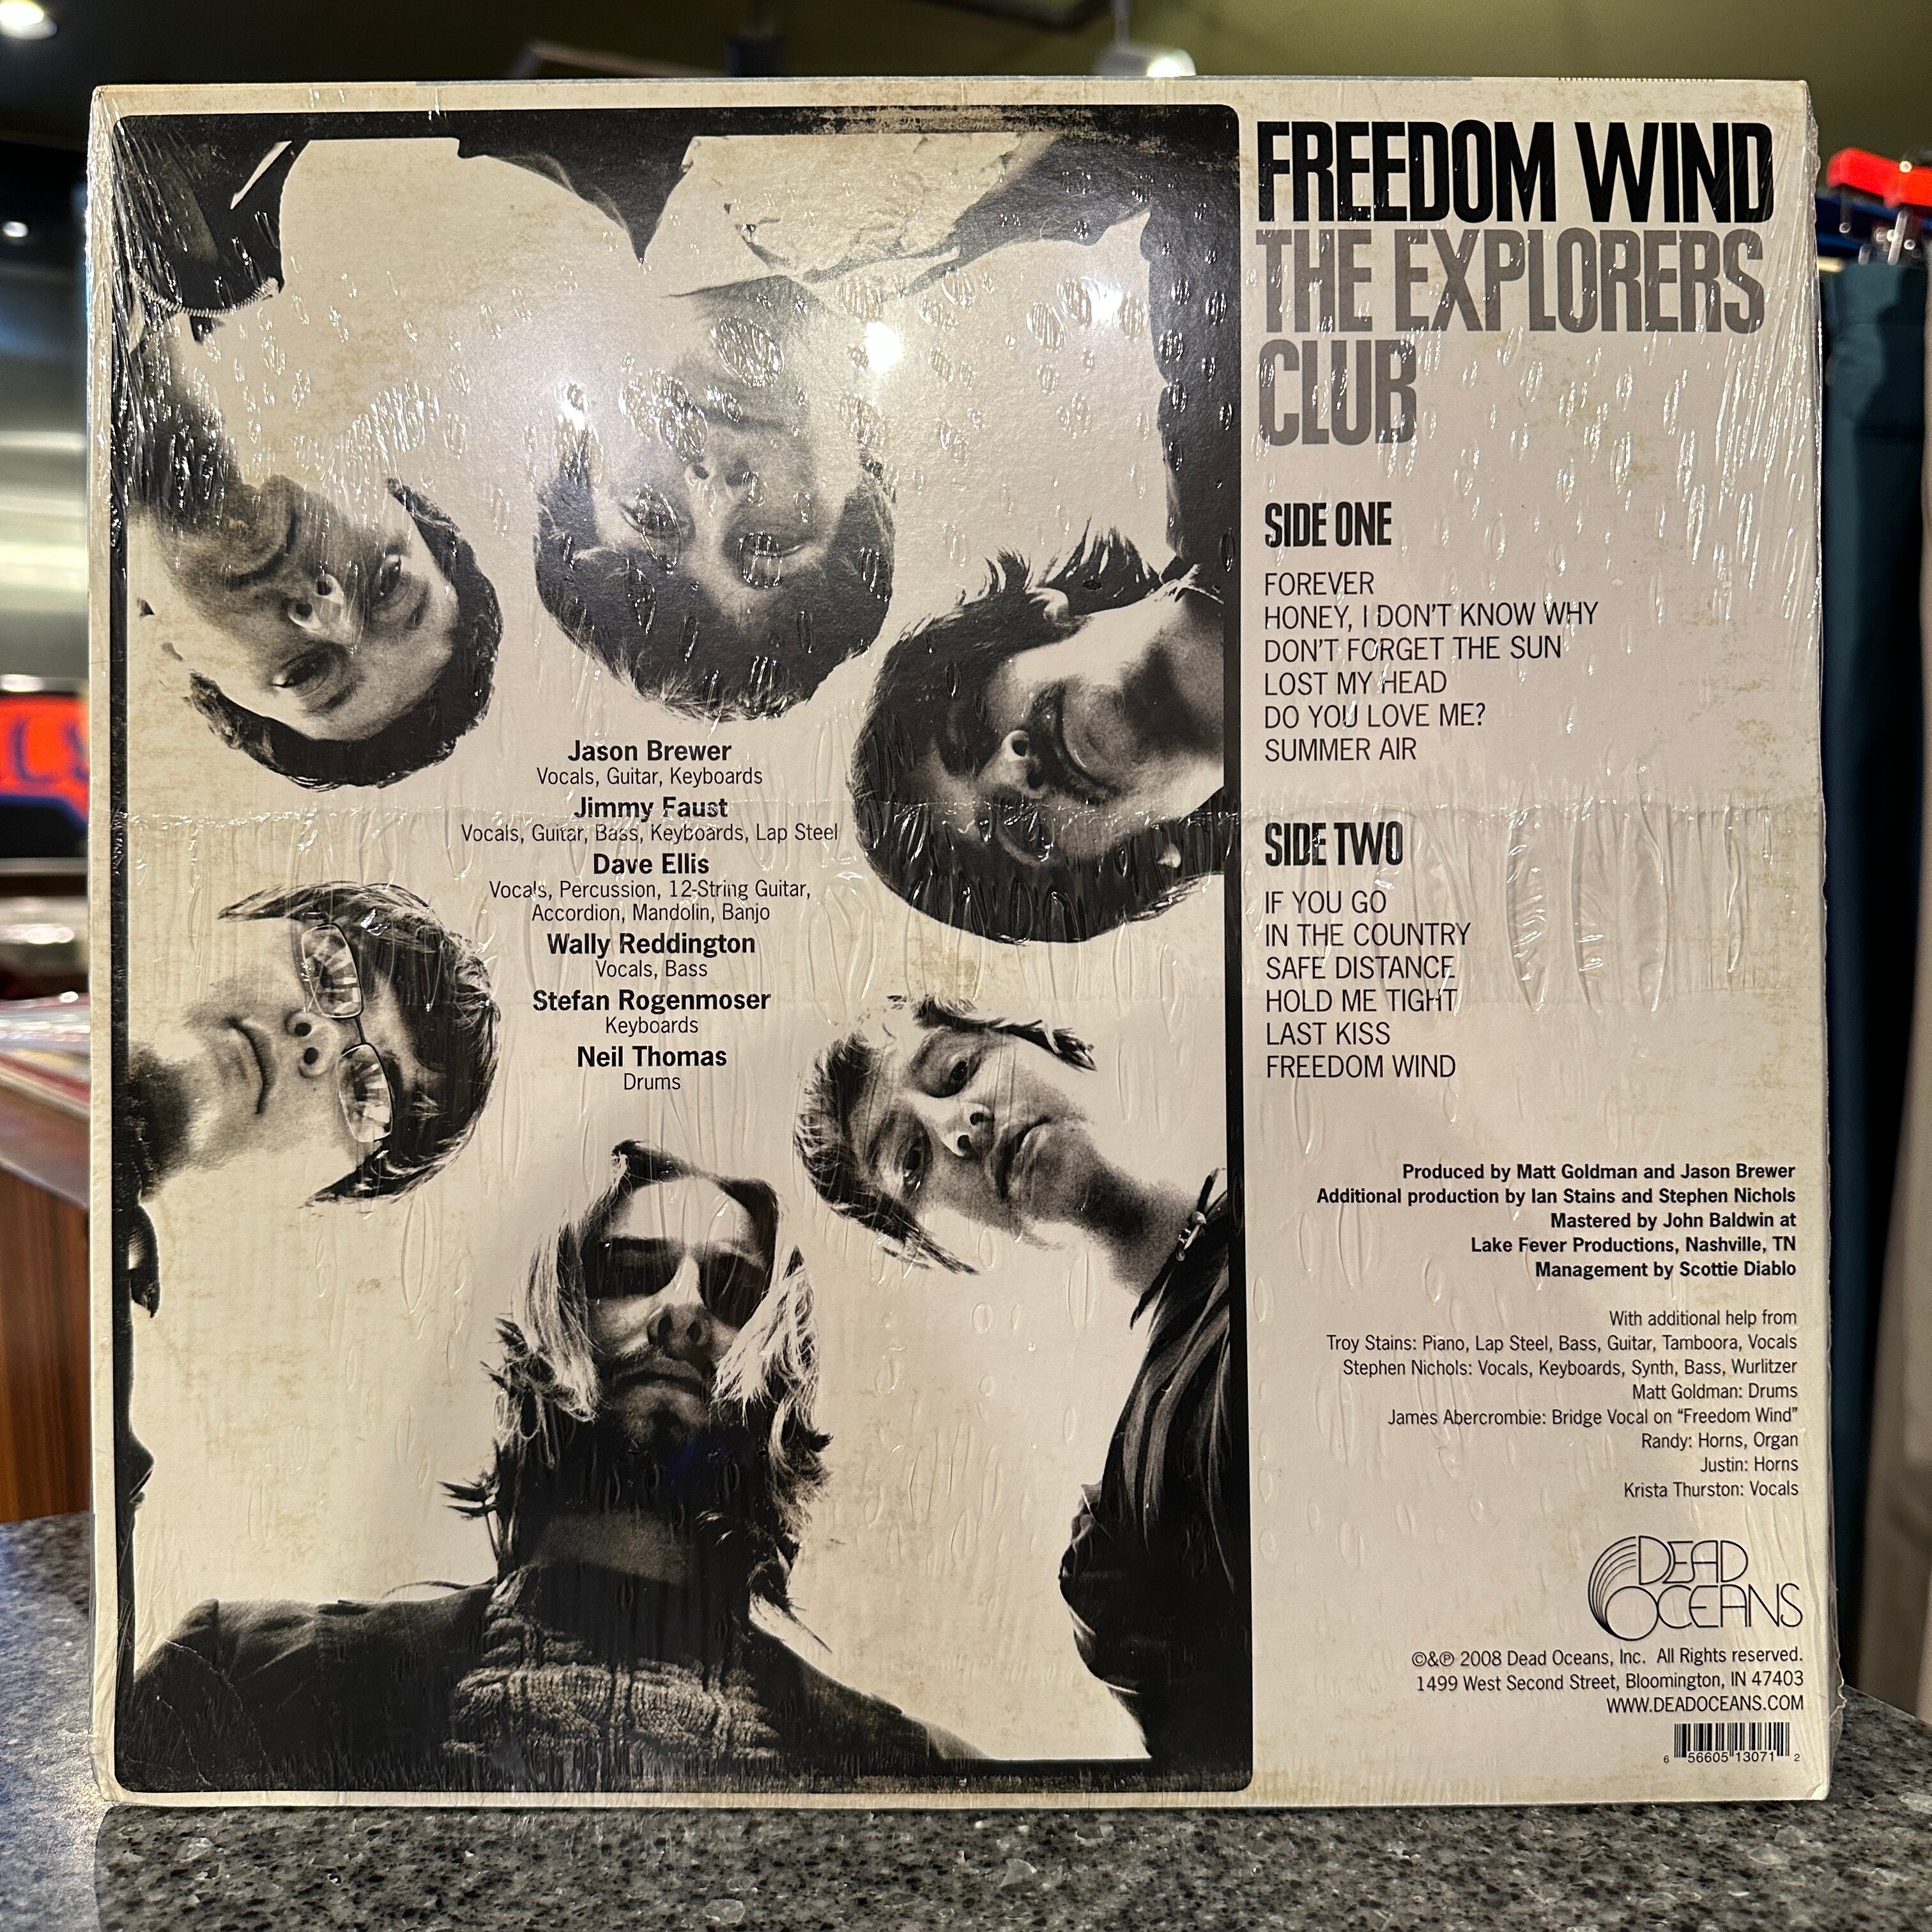 FREEDOM WIND
THE EXPLORERS
CLUB
SIDE ONE
FOREVER
HONEY, I DON'T KNOW WHY
DON'T FORGET THE SUN
LOST MY HEAD
DO YOU LOVE ME?
SUMMER AIR
SIDE TWO
IF YOU GO
IN THE COUNTRY
SAFE DISTANCE
HOLD ME TIGHT
LAST KISS
FREEDOM WIND
Jason Brewer
Vocals, Guitar, Keyboards
Jimmy Faust
Vocals, Guitar, Bass, Keyboards, Lap Steel
Dave Ellis
Vocals, Percussion, 12-String Guitar,
Accordion, Mandolin, Banjo
Wally Reddington
Vocals, Bass
Stefan Rogenmoser
Keyboards
Neil Thomas
Drums
Produced by Matt Goldman and Jason Brewer
Additional production by Ian Stains and Stephen Nichols
Mastered by John Baldwin at
Lake Fever Productions, Nashville, TN
Management by Scottie Diablo
With additional help from
Troy Stains: Piano, Lap Steel, Bass, Guitar, Tamboora, Vocals
Stephen Nichols: Vocals, Keyboards, Synth, Bass, Wurlitzer
Matt Goldman: Drums
James Abercrombie: Bridge Vocal on “Freedom Wind”
Randy: Horns, Organ
Justin: Horns
Krista Thurston: Vocals
DEAD
OCEANS
©&℗ 2008 Dead Oceans, Inc. All Rights reserved.
1499 West Second Street, Bloomington, IN 47403
WWW.DEADOCEANS.COM
6 56605 13071 2